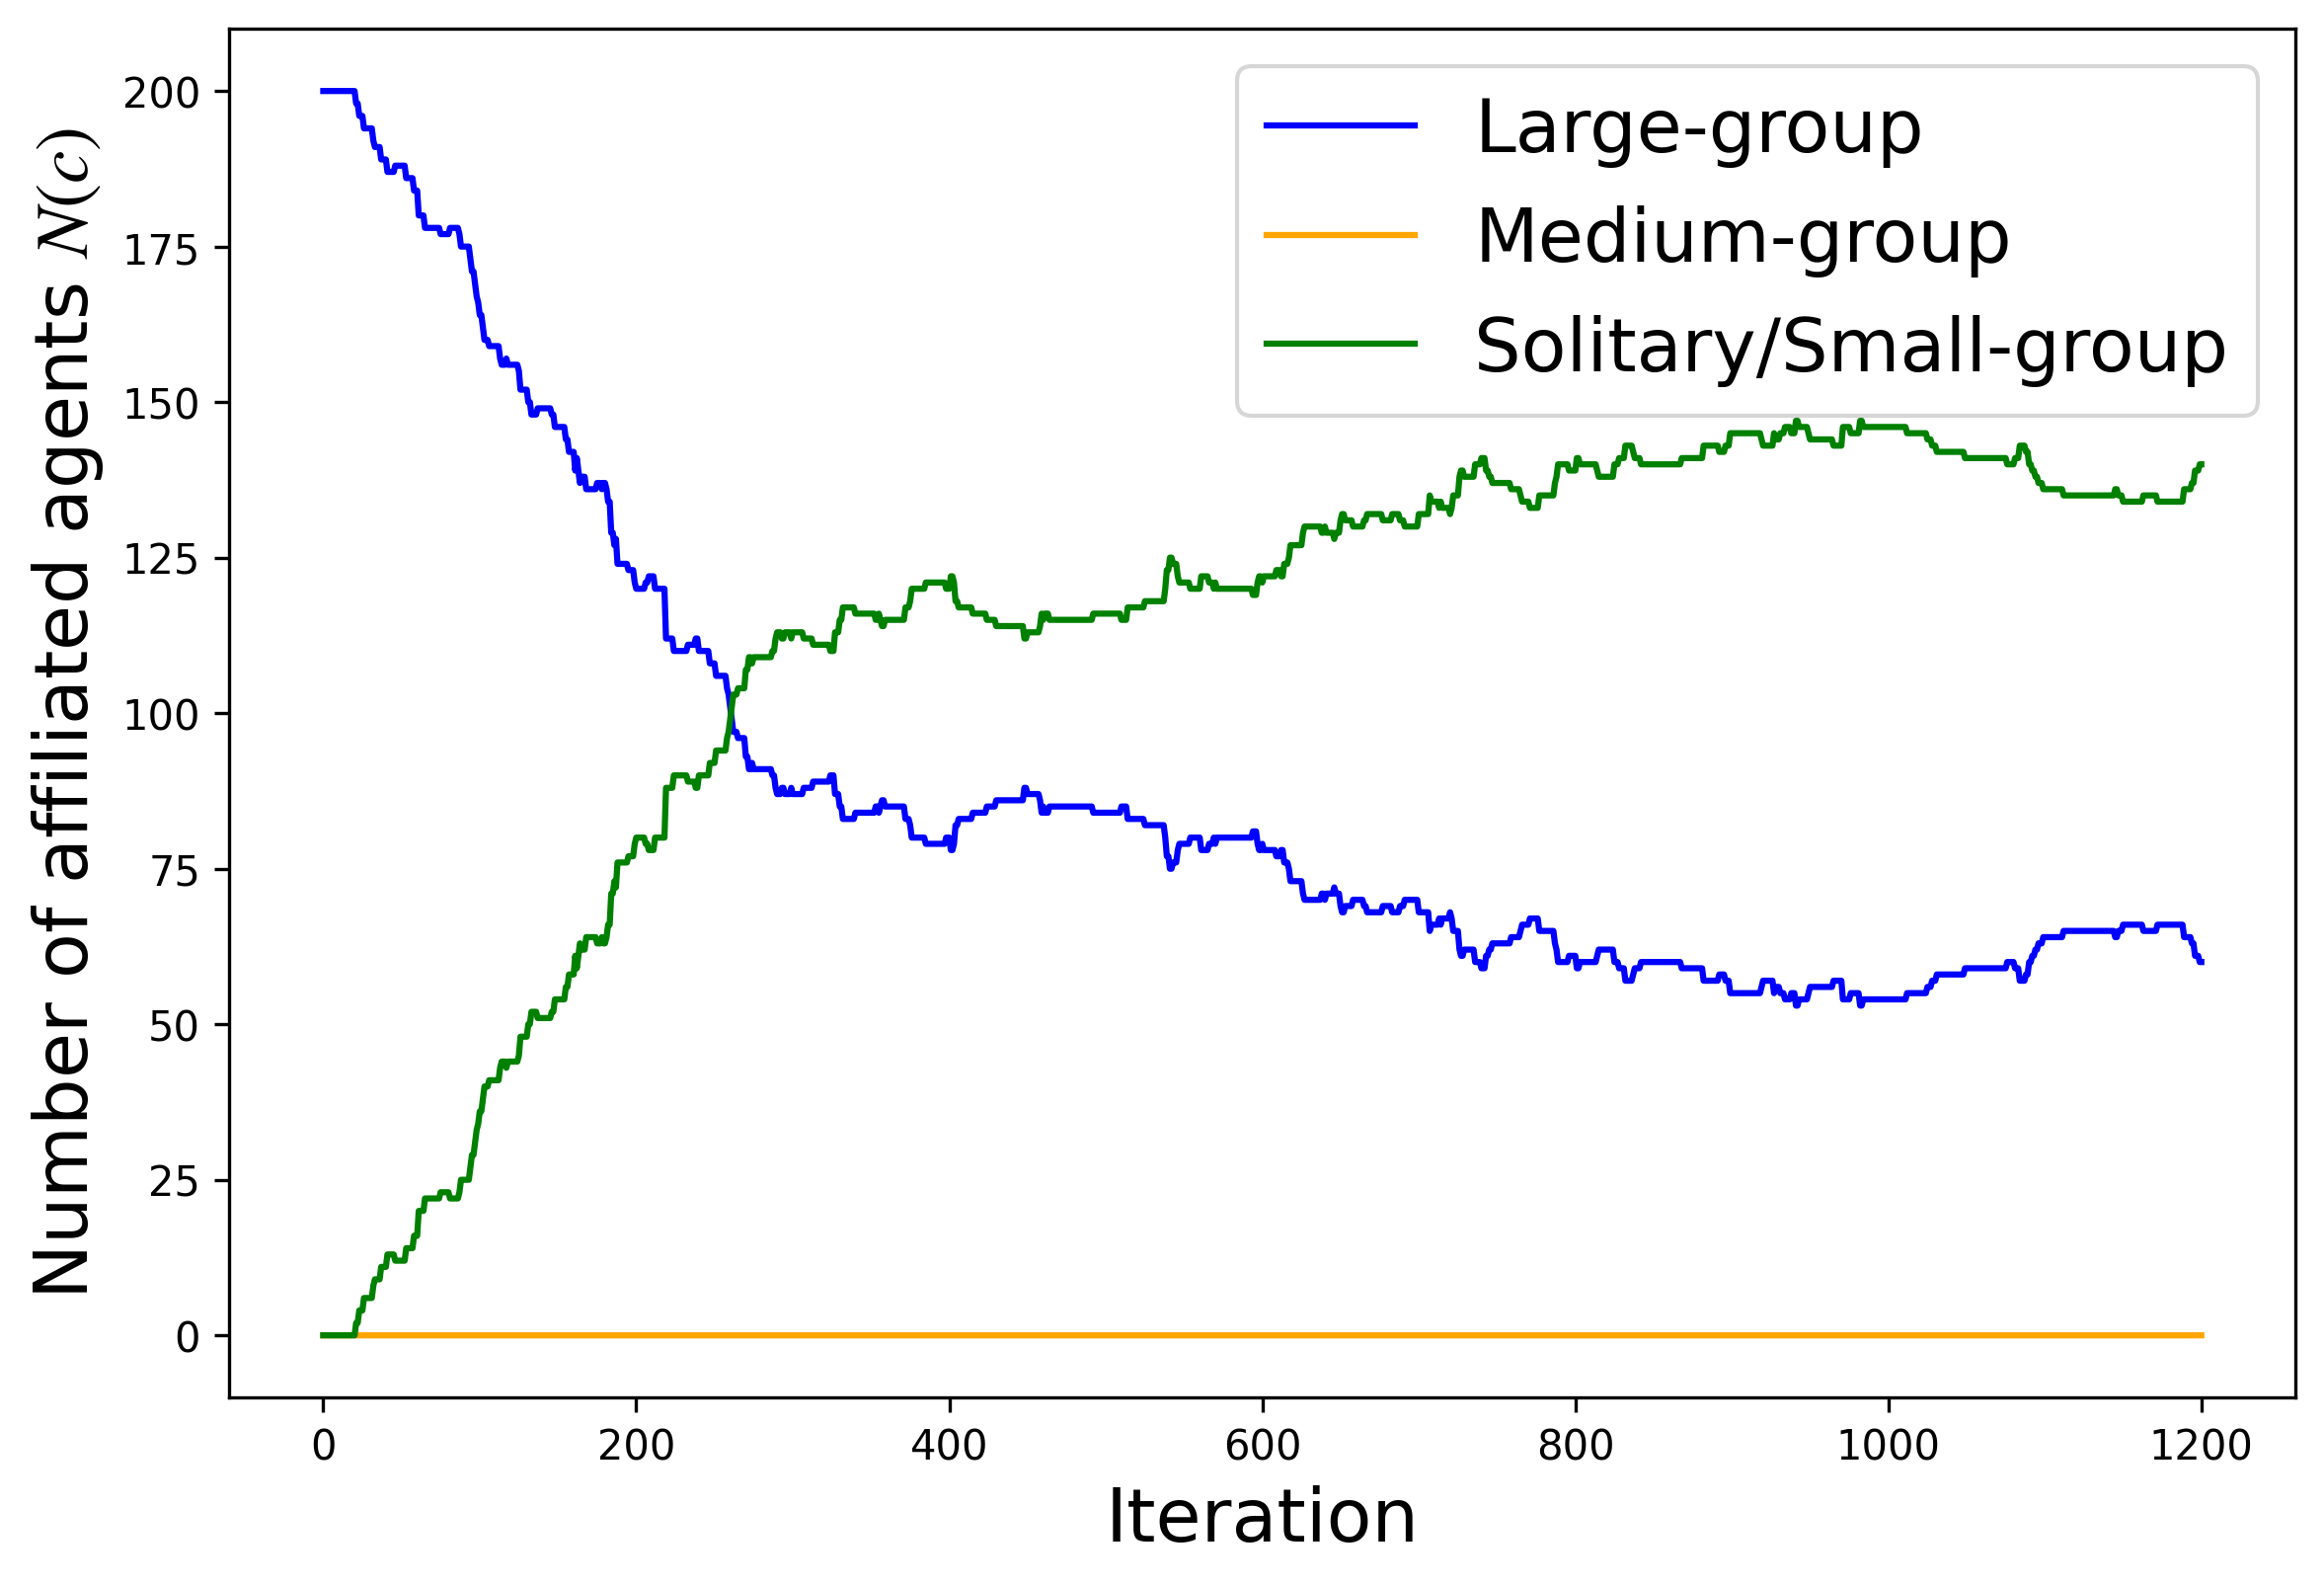 Number of affiliated agents N(c)
200
175
150
125
100
75
50
25
0
Large-group
Medium-group
Solitary/Small-group
0 200 400 600 800 1000 1200
Iteration